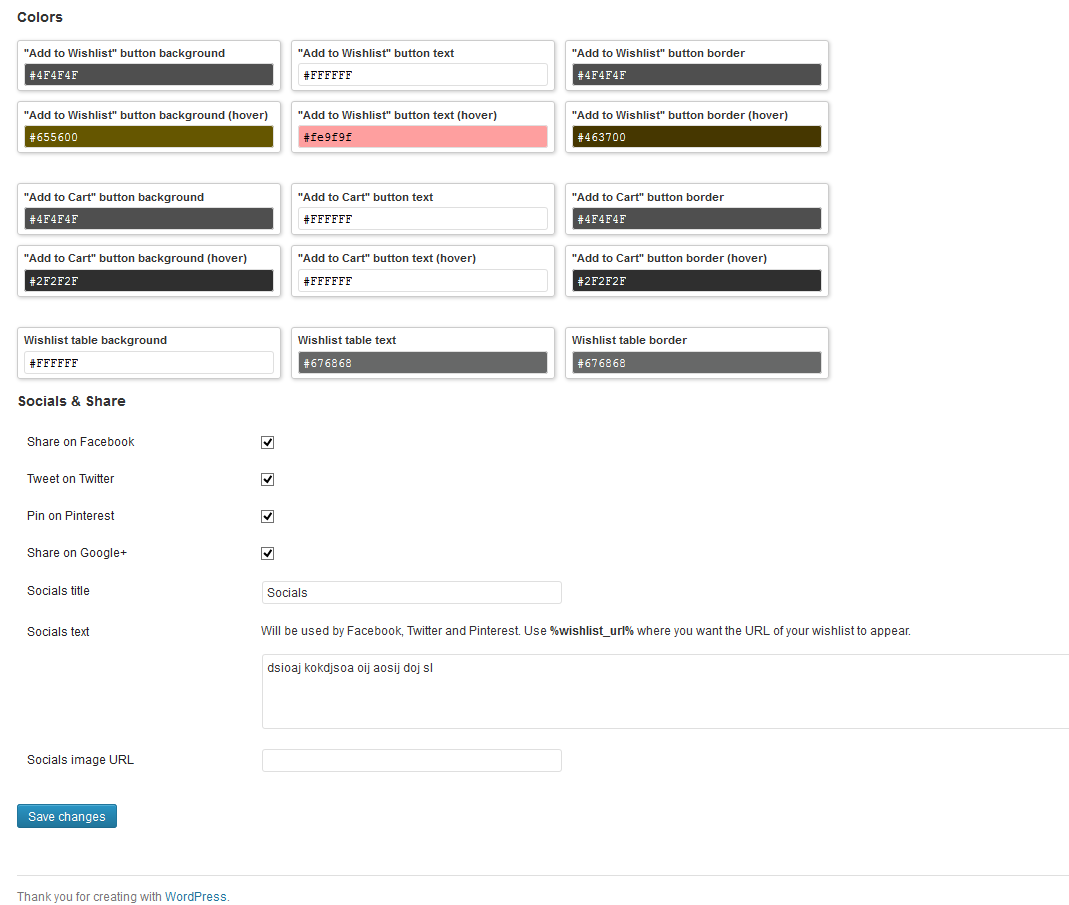 Colors
"Add to Wishlist" button background "Add to Wishlist" button text "Add to Wishlist" button border
#4F4F4F #FFFFFF #4F4F4F
"Add to Wishlist" button background (hover) "Add to Wishlist" button text (hover) "Add to Wishlist" button border (hover)
#655600 #fe9f9f #463700
"Add to Cart" button background "Add to Cart" button text "Add to Cart" button border
#4F4F4F #FFFFFF #4F4F4F
"Add to Cart" button background (hover) "Add to Cart" button text (hover) "Add to Cart" button border (hover)
#2F2F2F #FFFFFF #2F2F2F
Wishlist table background Wishlist table text Wishlist table border
#FFFFFF #676868 #676868
Socials & Share
Share on Facebook
Tweet on Twitter
Pin on Pinterest
Share on Google+
Socials title Socials
Socials text Will be used by Facebook, Twitter and Pinterest. Use %wishlist_url% where you want the URL of your wishlist to appear.
dsioaj kokdjsoa oij aosij doj sl
Socials image URL
Save changes
Thank you for creating with WordPress.